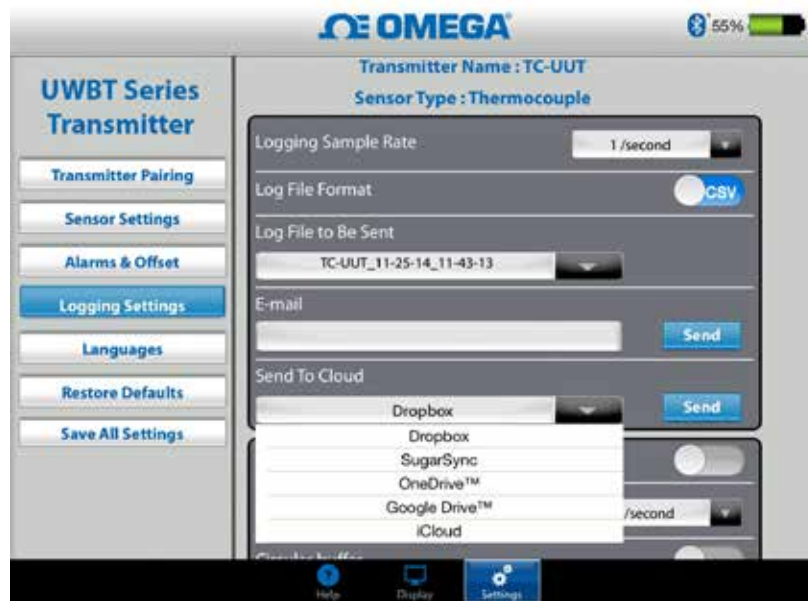 OMEGA
55%
UWBT Series
Transmitter
Transmitter Pairing
Sensor Settings
Alarms & Offset
Logging Settings
Languages
Restore Defaults
Save All Settings
Transmitter Name : TC-UUT
Sensor Type : Thermocouple
Logging Sample Rate
1 /second
Log File Format
CSV
Log File to Be Sent
TC-UUT_11-25-14_11-43-13
E-mail
Send
Send To Cloud
Dropbox
Send
Dropbox
SugarSync
OneDrive™
Google Drive™
iCloud
/second
Circular buffer
?
Help
Display
Settings